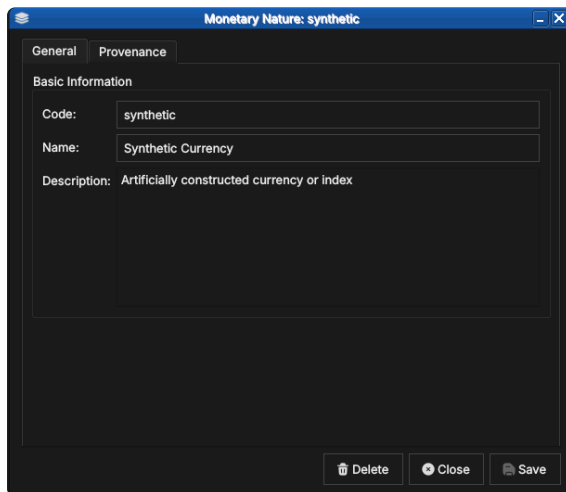 Monetary Nature: synthetic
General Provenance
Basic Information
Code: synthetic
Name: Synthetic Currency
Description: Artificially constructed currency or index
Delete Close Save